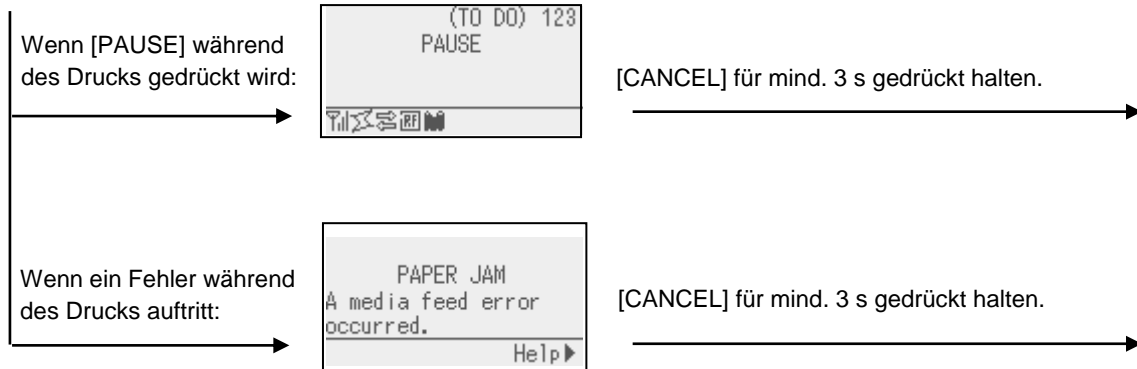 Wenn [PAUSE] während
des Drucks gedrückt wird:
(TO DO) 123
PAUSE
RF
[CANCEL] für mind. 3 s gedrückt halten.
Wenn ein Fehler während
des Drucks auftritt:
PAPER JAM
A media feed error
occurred.
Help
[CANCEL] für mind. 3 s gedrückt halten.